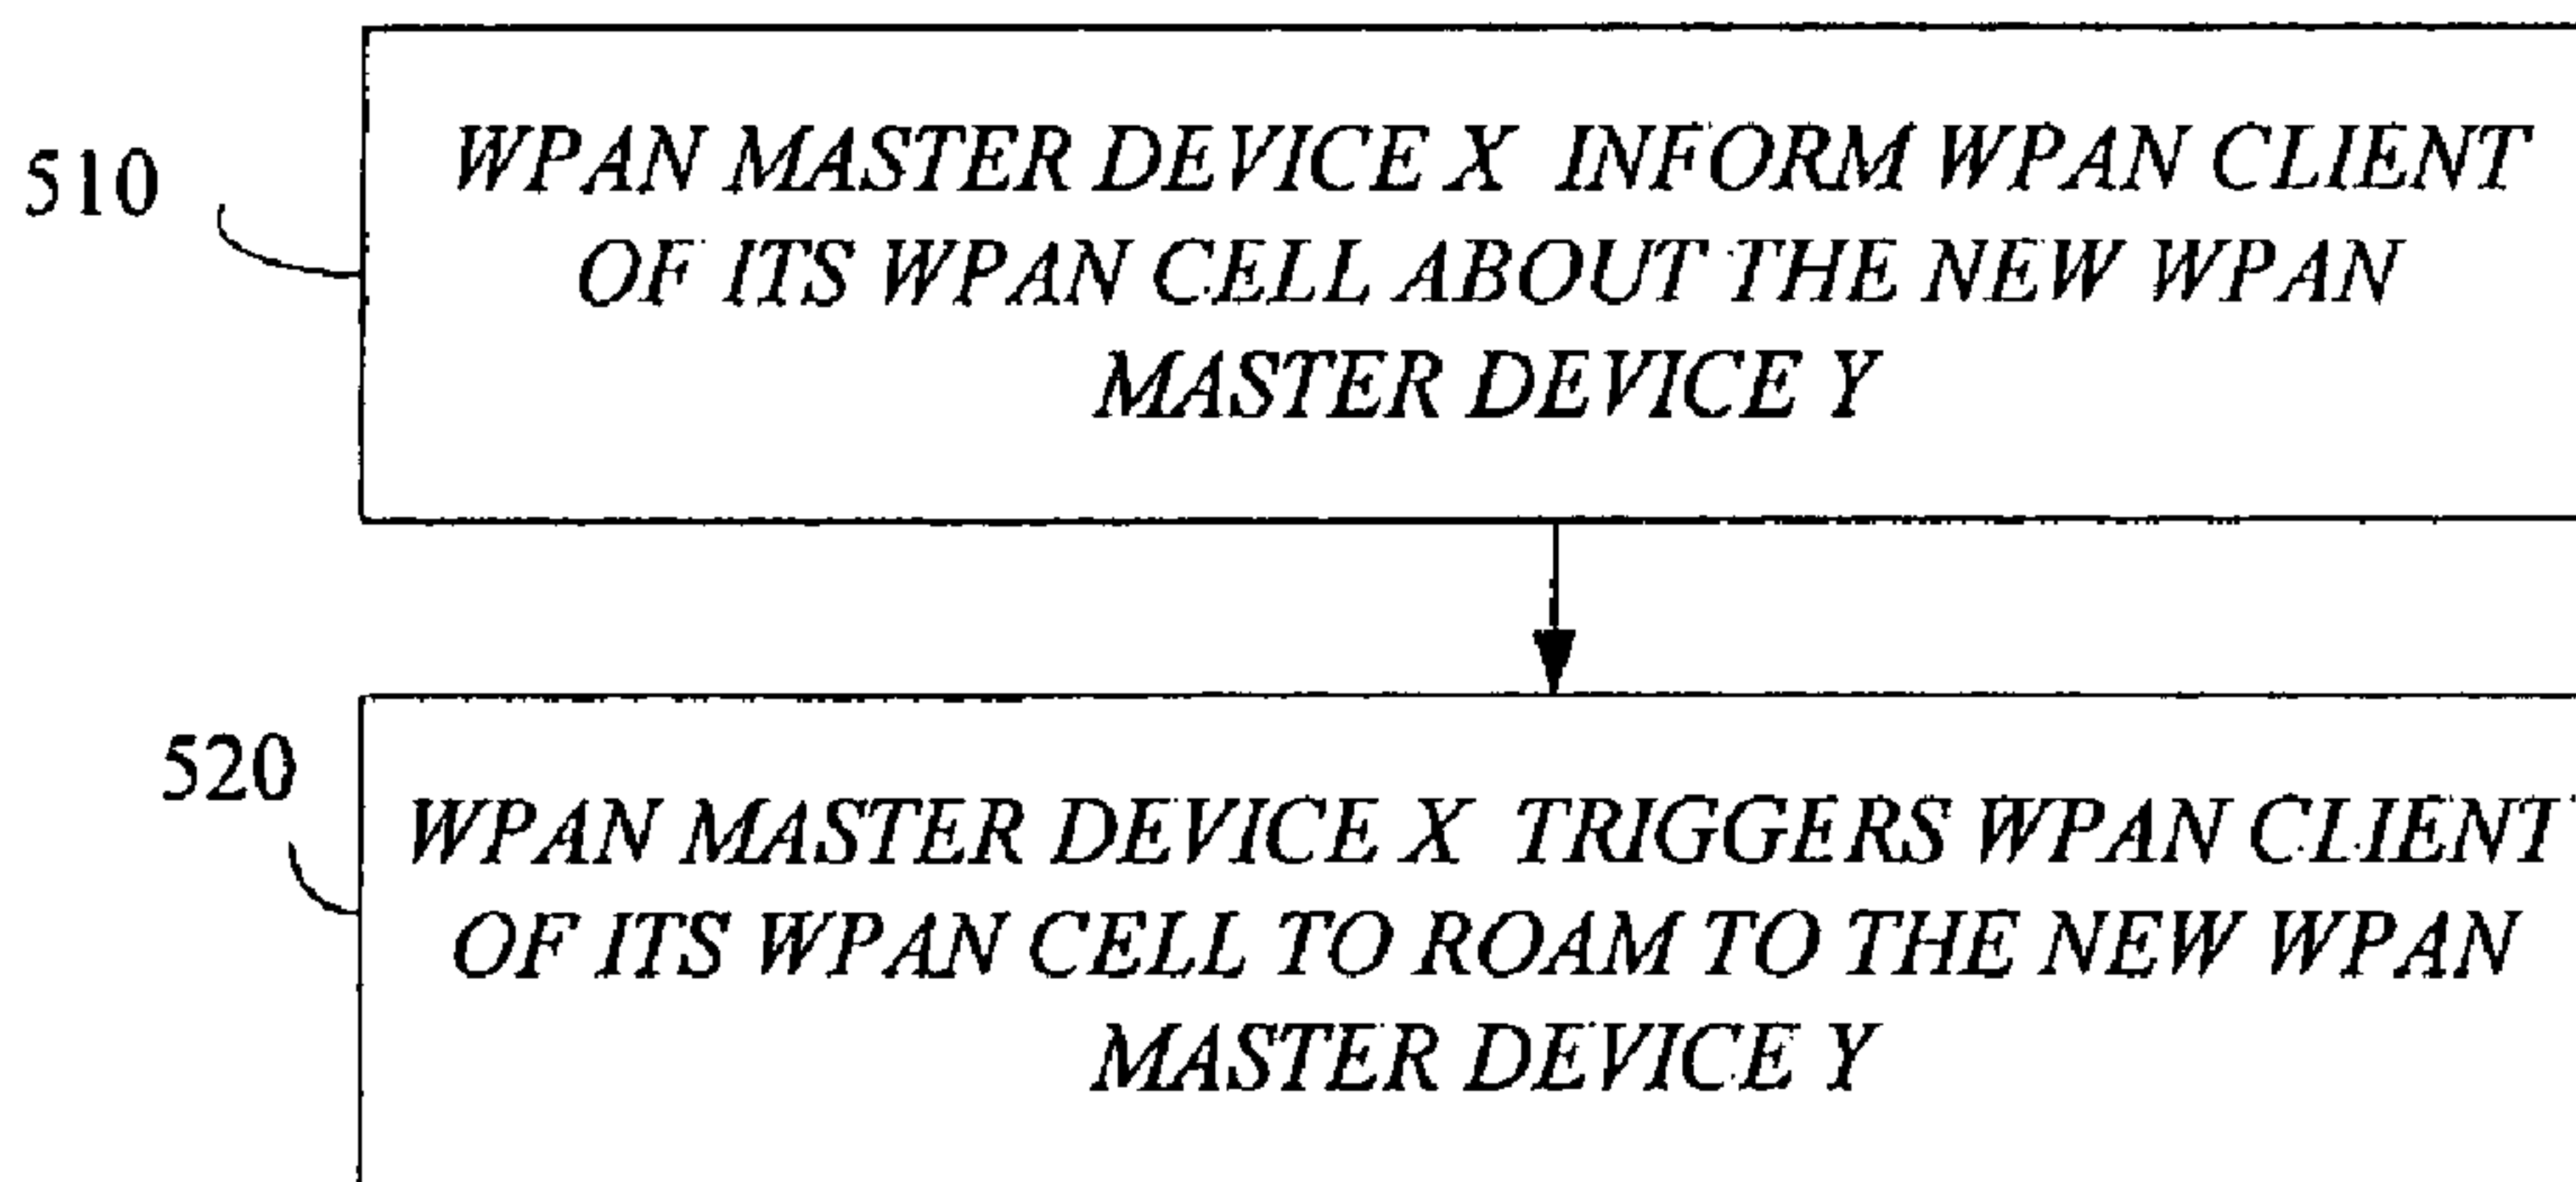 510
WPAN MASTER DEVICE X INFORM WPAN CLIENT
OF ITS WPAN CELL ABOUT THE NEW WPAN
MASTER DEVICE Y
520
WPAN MASTER DEVICE X TRIGGERS WPAN CLIENT
OF ITS WPAN CELL TO ROAM TO THE NEW WPAN
MASTER DEVICE Y